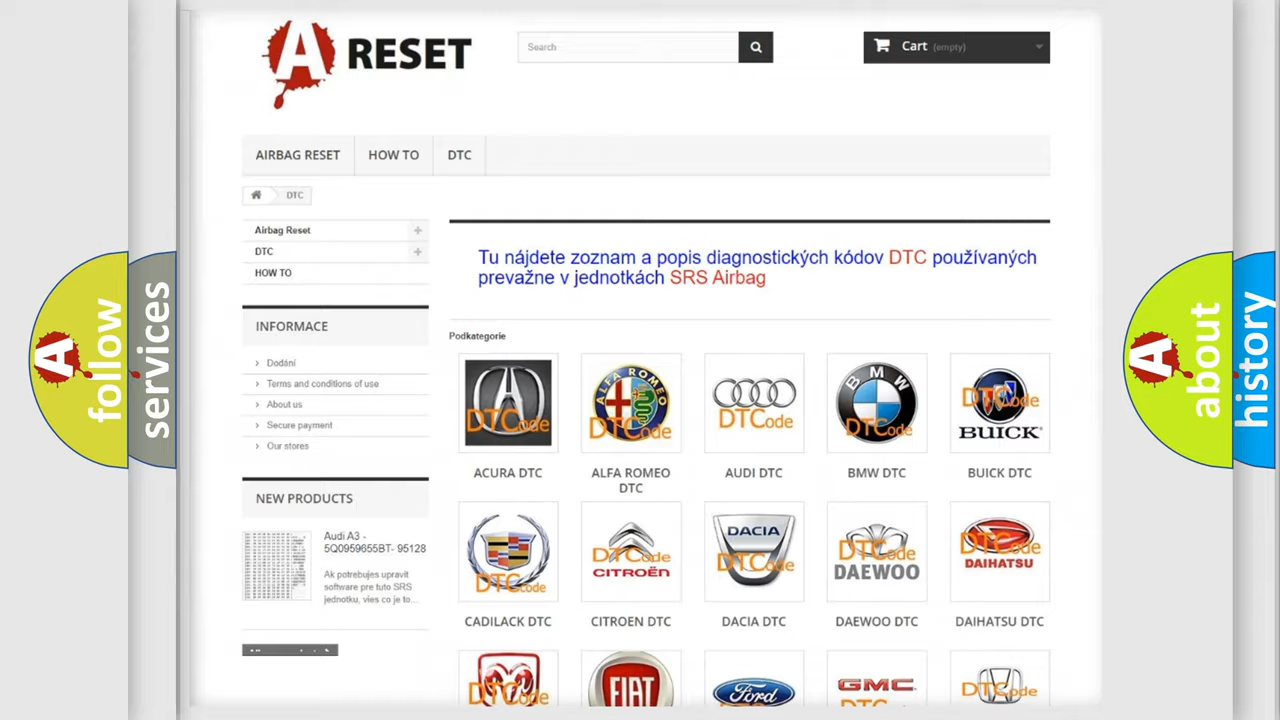 A RESET
Search
Cart (empty)
AIRBAG RESET
HOW TO
DTC
DTC
Airbag Reset
DTC
HOW TO
INFORMACE
Dodání
Terms and conditions of use
About us
Secure payment
Our stores
NEW PRODUCTS
Audi A3 -
5Q0959655BT- 95128
Ak potrebujes upravit
software pre tuto SRS
jednotku, vies co je to...
Tu nájdete zoznam a popis diagnostických kódov DTC používaných
prevažne v jednotkách SRS Airbag
Podkategorie
DTCode
ALFA ROMEO
DTCode
DTCode
BMW
DTCode
DTCode
BUICK
ACURA DTC
ALFA ROMEO
DTC
AUDI DTC
BMW DTC
BUICK DTC
DTCode
DTCode
CITROËN
DACIA
DTCode
DTCode
DAEWOO
DTCode
DAIHATSU
CADILACK DTC
CITROEN DTC
DACIA DTC
DAEWOO DTC
DAIHATSU DTC
DTCode
FIAT
Ford
GMC
DTCode
A follow
services
A about
history